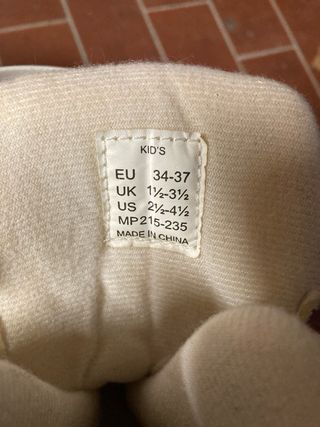 KID'S
EU 34-37
UK 1½-3½
US 2½-4½
MP 215-235
MADE IN CHINA